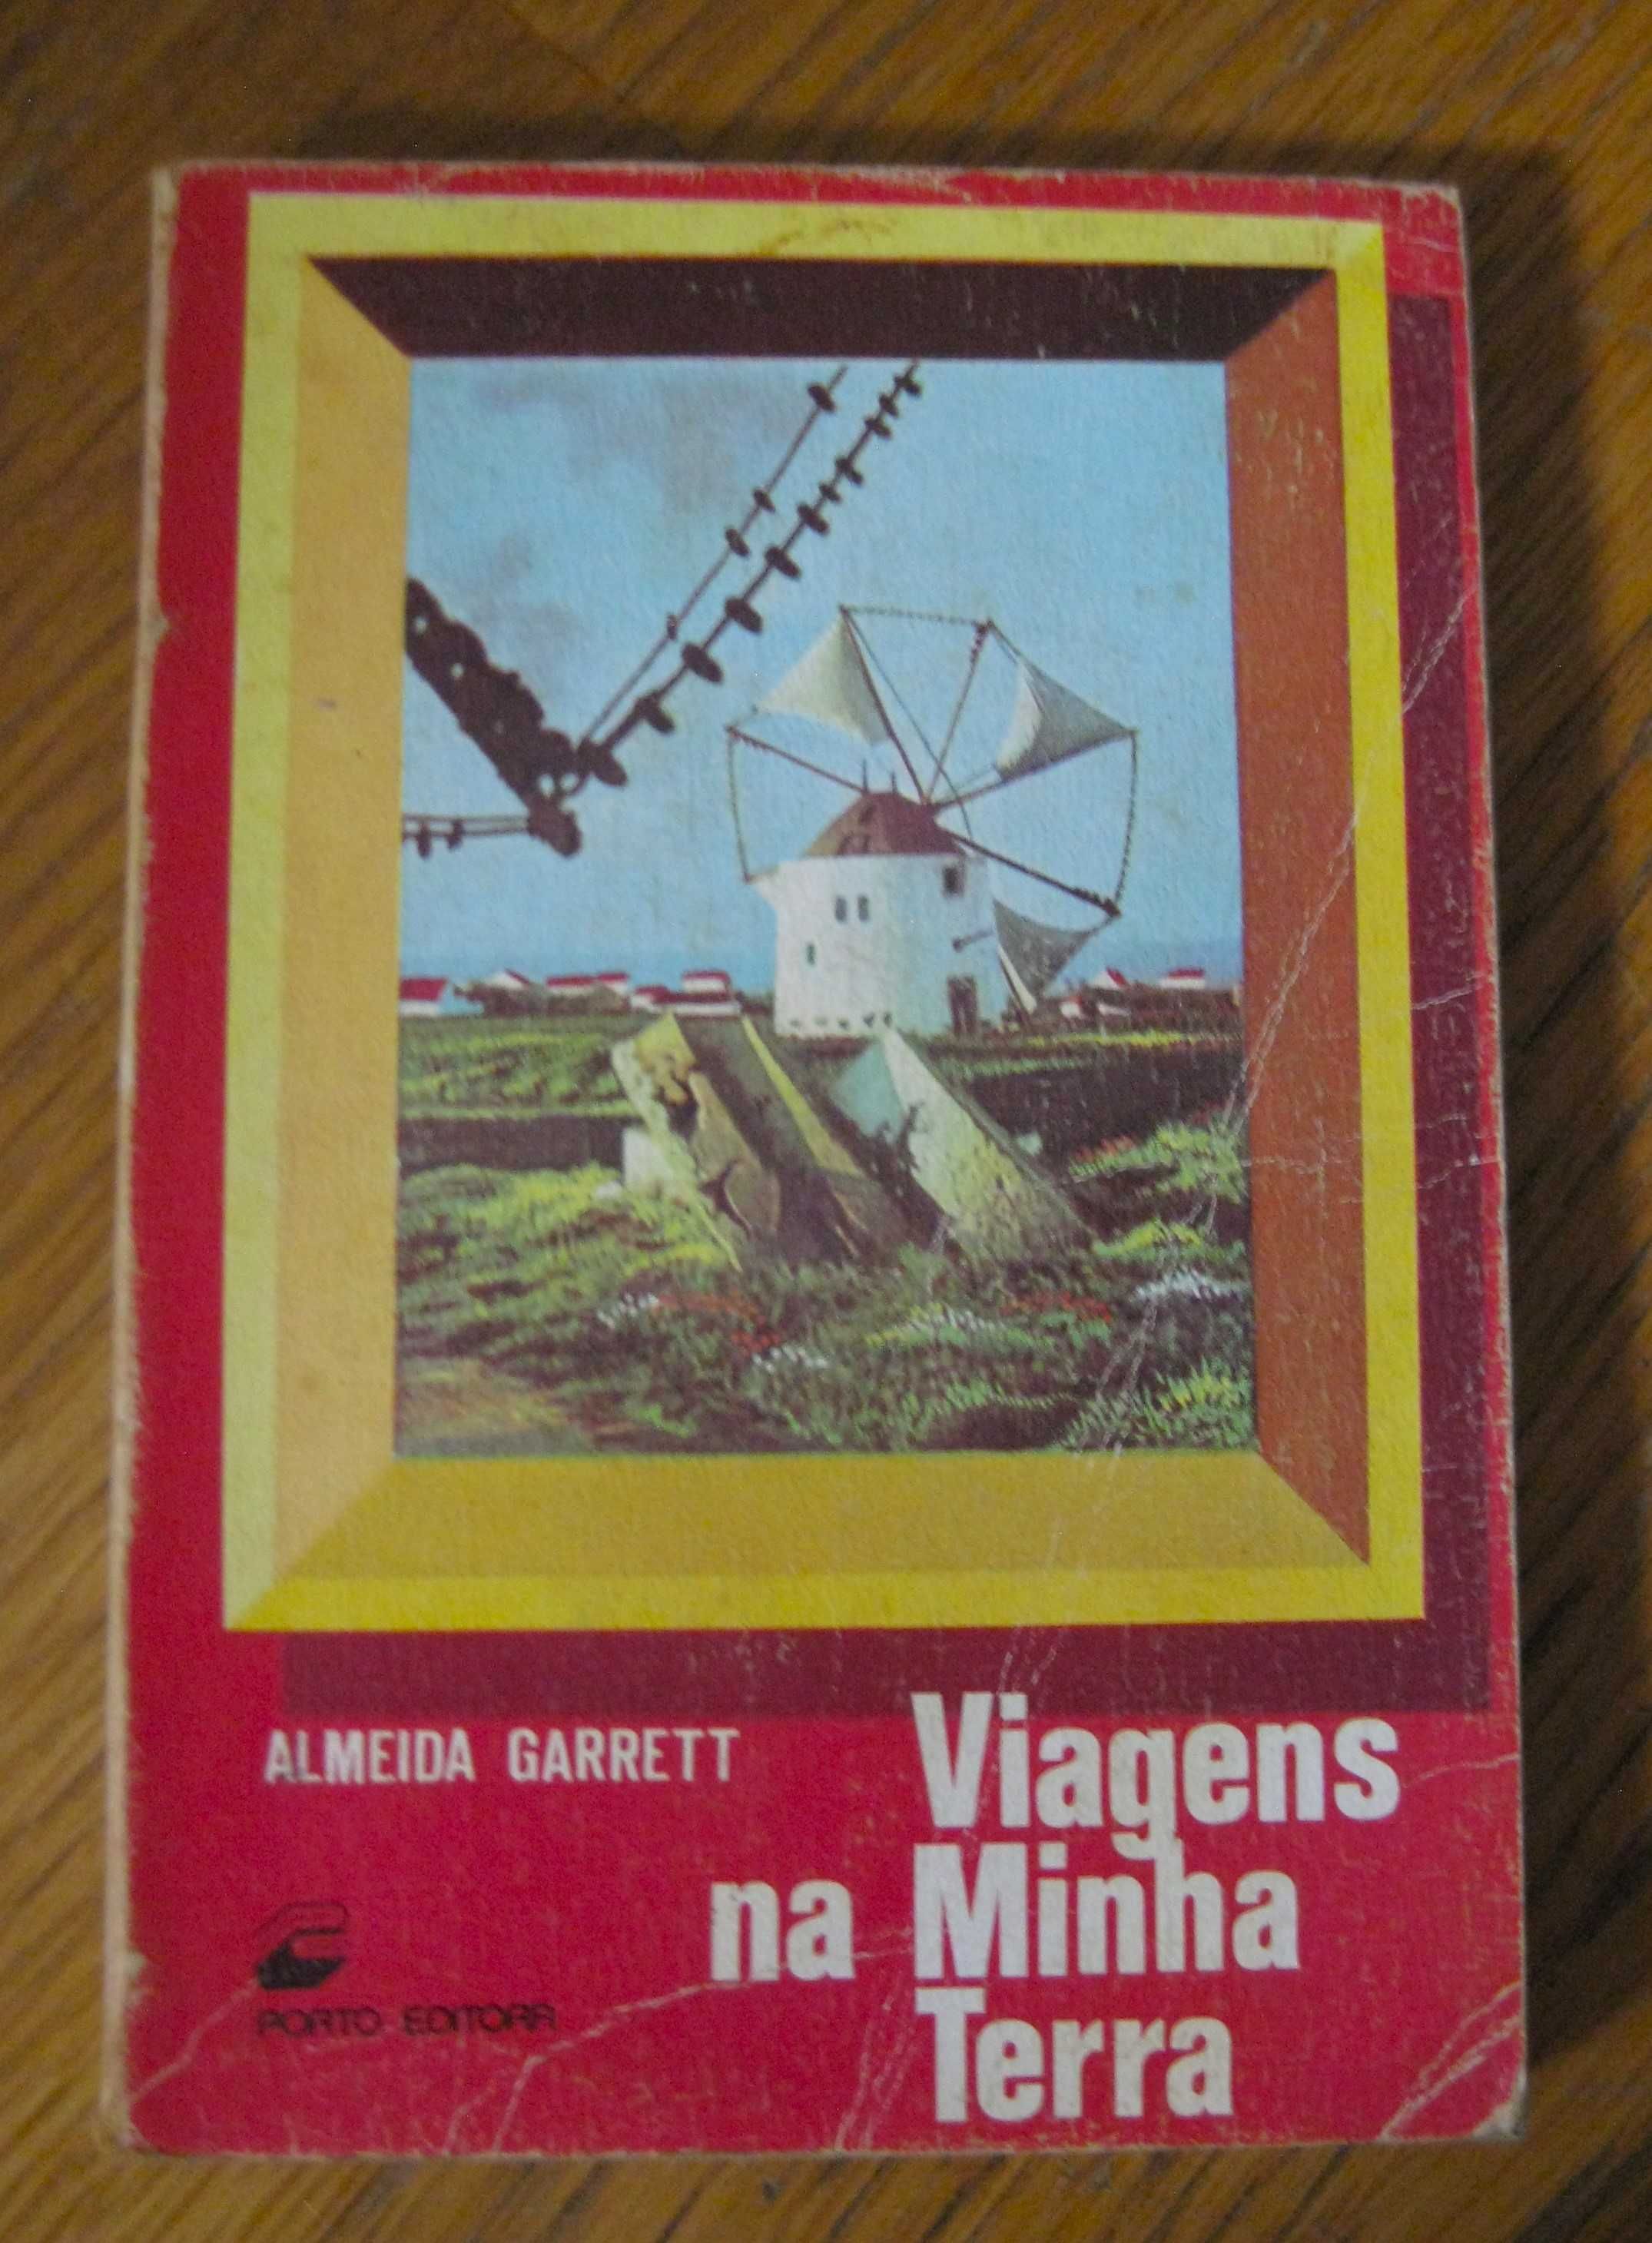 ALMEIDA GARRETT
Viagens
na Minha
Terra
PORTO EDITORA